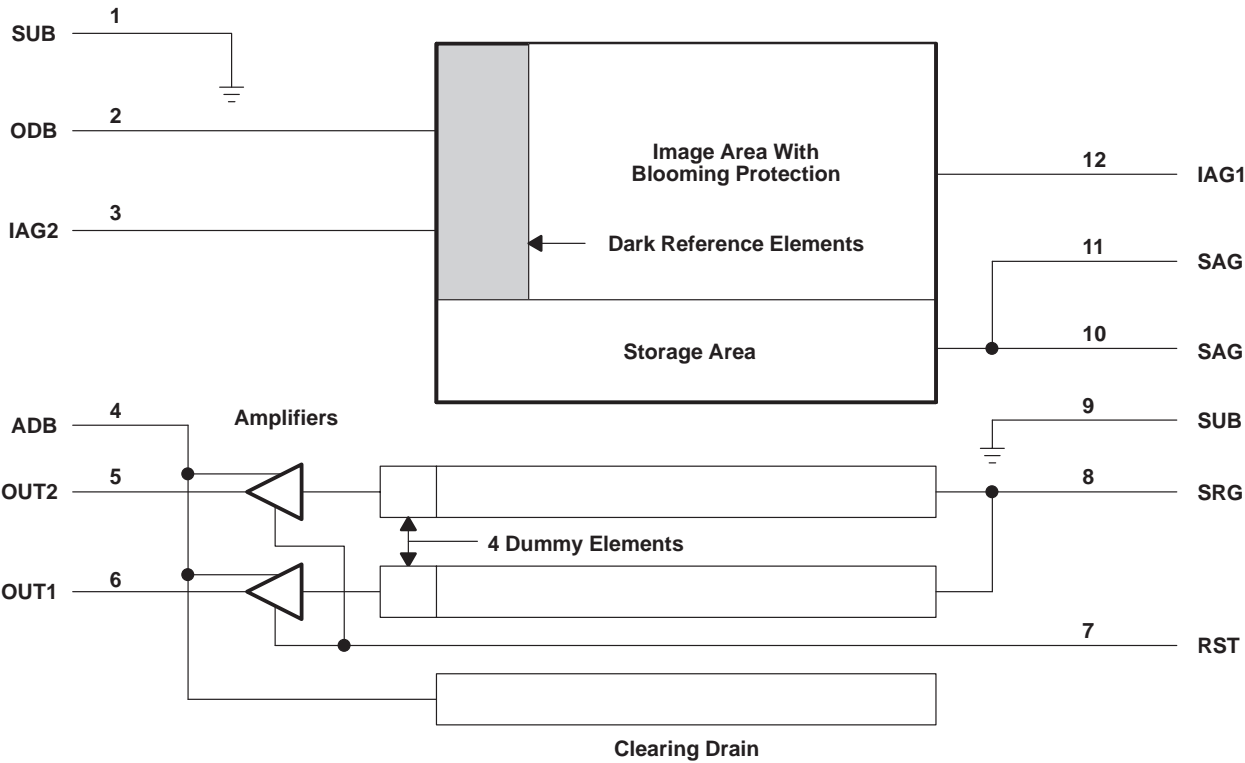 SUB 1
ODB 2
IAG2 3
Image Area With
Blooming Protection
Dark Reference Elements
Storage Area
12 IAG1
11 SAG
10 SAG
9 SUB
ADB 4
Amplifiers
OUT2 5
8 SRG
4 Dummy Elements
OUT1 6
7 RST
Clearing Drain